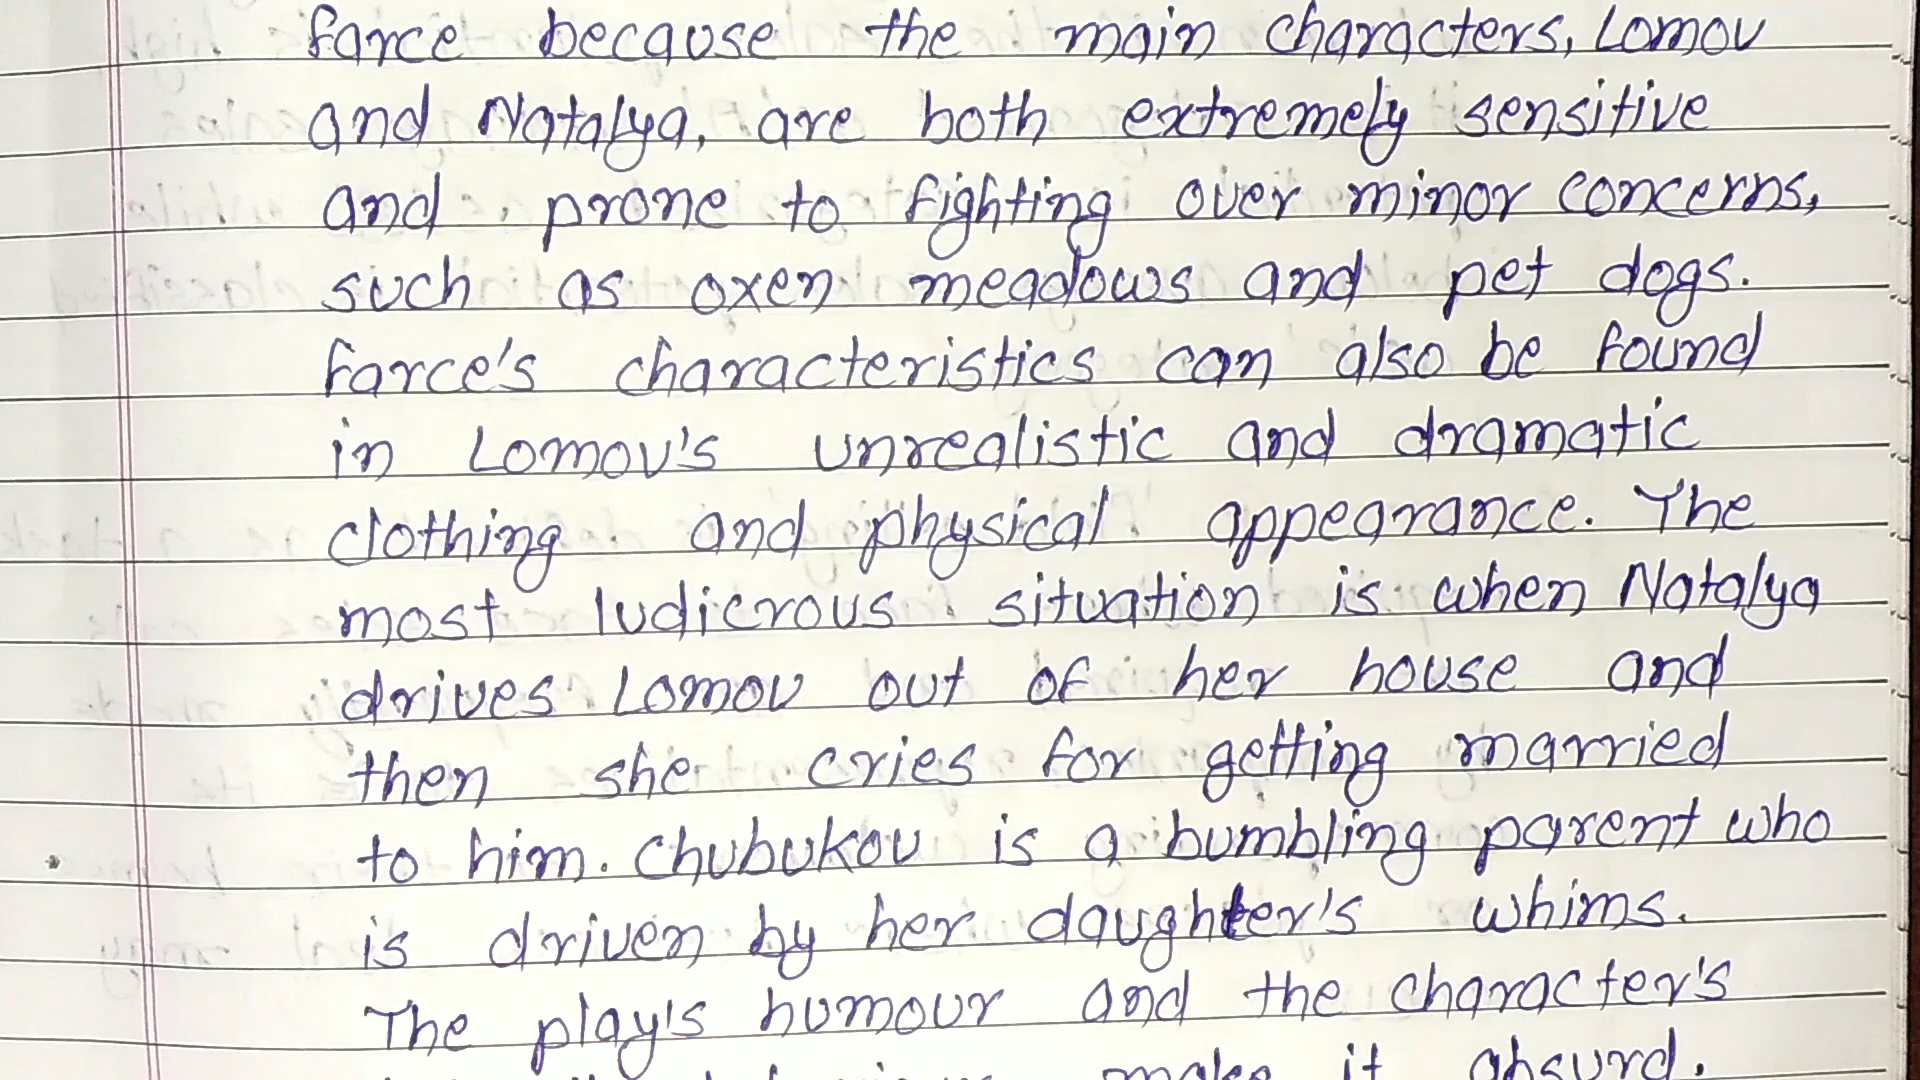 farce because the main characters, Lomov
and Natalya, are both extremely sensitive
and prone to fighting over minor concerns,
such as oxen meadows and pet dogs.
Farce's characteristics can also be found
in Lomov's unrealistic and dramatic
clothing and physical appearance. The
most ludicrous situation is when Natalya
drives Lomov out of her house and
then she cries for getting married
to him. Chubukov is a bumbling parent who
is driven by her daughter's whims.
The play's humour and the character's
make it absurd.